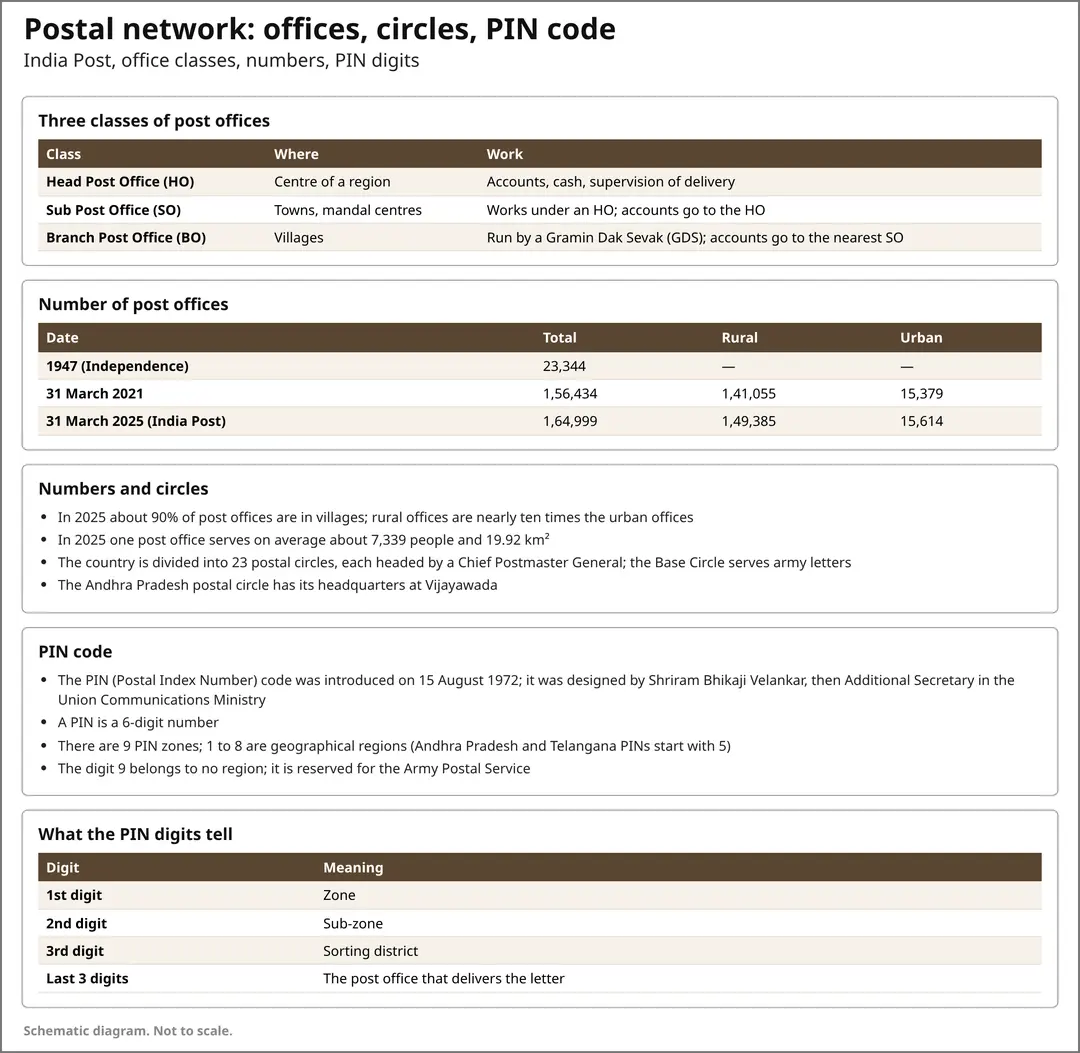 Postal network: offices, circles, PIN code
India Post, office classes, numbers, PIN digits
Three classes of post offices
Class Where Work
Head Post Office (HO) Centre of a region Accounts, cash, supervision of delivery
Sub Post Office (SO) Towns, mandal centres Works under an HO; accounts go to the HO
Branch Post Office (BO) Villages Run by a Gramin Dak Sevak (GDS); accounts go to the nearest SO
Number of post offices
Date Total Rural Urban
1947 (Independence) 23,344 — —
31 March 2021 1,56,434 1,41,055 15,379
31 March 2025 (India Post) 1,64,999 1,49,385 15,614
Numbers and circles
• In 2025 about 90% of post offices are in villages; rural offices are nearly ten times the urban offices
• In 2025 one post office serves on average about 7,339 people and 19.92 km²
• The country is divided into 23 postal circles, each headed by a Chief Postmaster General; the Base Circle serves army letters
• The Andhra Pradesh postal circle has its headquarters at Vijayawada
PIN code
• The PIN (Postal Index Number) code was introduced on 15 August 1972; it was designed by Shriram Bhikaji Velankar, then Additional Secretary in the
Union Communications Ministry
• A PIN is a 6-digit number
• There are 9 PIN zones; 1 to 8 are geographical regions (Andhra Pradesh and Telangana PINs start with 5)
• The digit 9 belongs to no region; it is reserved for the Army Postal Service
What the PIN digits tell
Digit Meaning
1st digit Zone
2nd digit Sub-zone
3rd digit Sorting district
Last 3 digits The post office that delivers the letter
Schematic diagram. Not to scale.